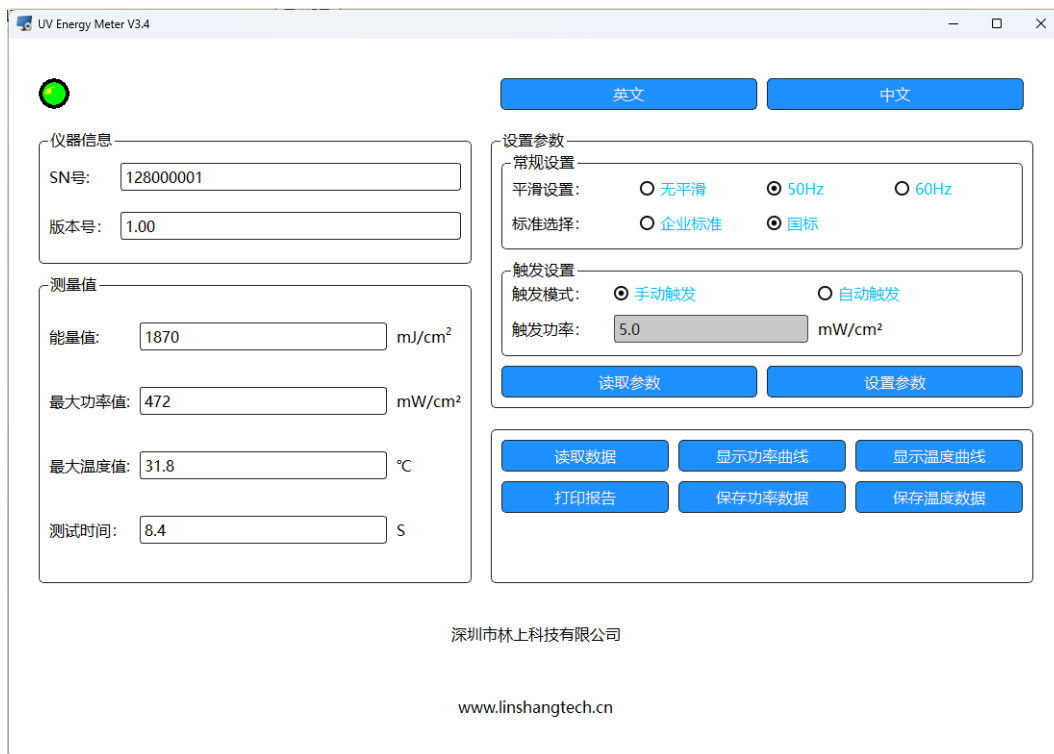 UV Energy Meter V3.4
英文 中文
仪器信息
SN号: 128000001
版本号: 1.00
测量值
能量值: 1870 mJ/cm²
最大功率值: 472 mW/cm²
最大温度值: 31.8 ℃
测试时间: 8.4 S
设置参数
常规设置
平滑设置: 无平滑 50Hz 60Hz
标准选择: 企业标准 国标
触发设置
触发模式: 手动触发 自动触发
触发功率: 5.0 mW/cm²
读取参数 设置参数
读取数据 显示功率曲线 显示温度曲线
打印报告 保存功率数据 保存温度数据
深圳市林上科技有限公司
www.linshangtech.cn